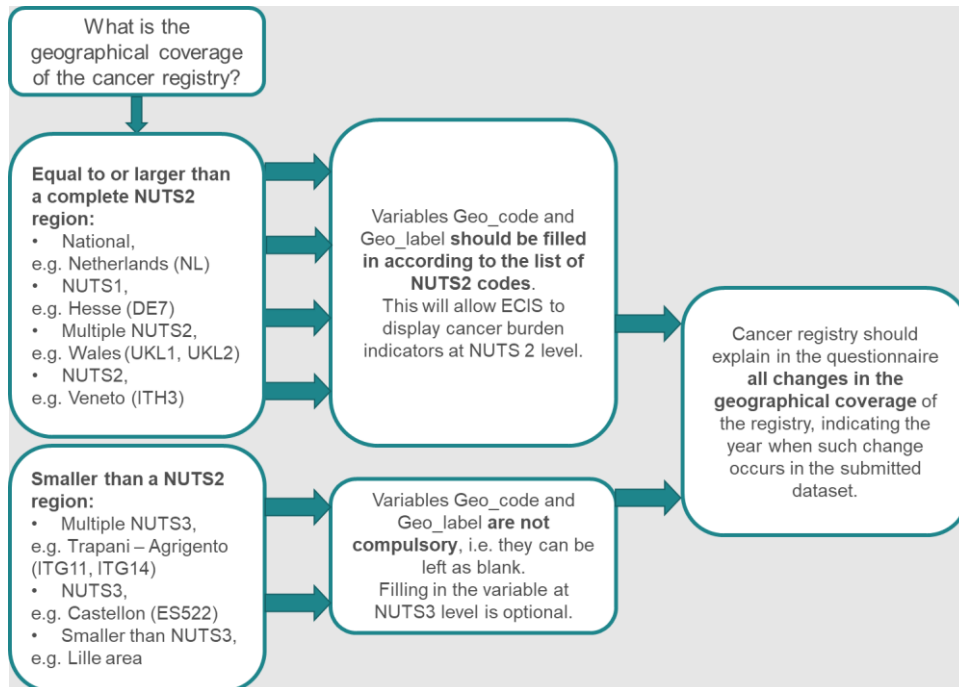 What is the
geographical coverage
of the cancer registry?
Equal to or larger than
a complete NUTS2
region:
• National,
e.g. Netherlands (NL)
• NUTS1,
e.g. Hesse (DE7)
• Multiple NUTS2,
e.g. Wales (UKL1, UKL2)
• NUTS2,
e.g. Veneto (ITH3)
Variables Geo_code and
Geo_label should be filled
in according to the list of
NUTS2 codes.
This will allow ECIS to
display cancer burden
indicators at NUTS 2 level.
Smaller than a NUTS2
region:
• Multiple NUTS3,
e.g. Trapani – Agrigento
(ITG11, ITG14)
• NUTS3,
e.g. Castellon (ES522)
• Smaller than NUTS3,
e.g. Lille area
Variables Geo_code and
Geo_label are not
compulsory, i.e. they can be
left as blank.
Filling in the variable at
NUTS3 level is optional.
Cancer registry should
explain in the questionnaire
all changes in the
geographical coverage of
the registry, indicating the
year when such change
occurs in the submitted
dataset.